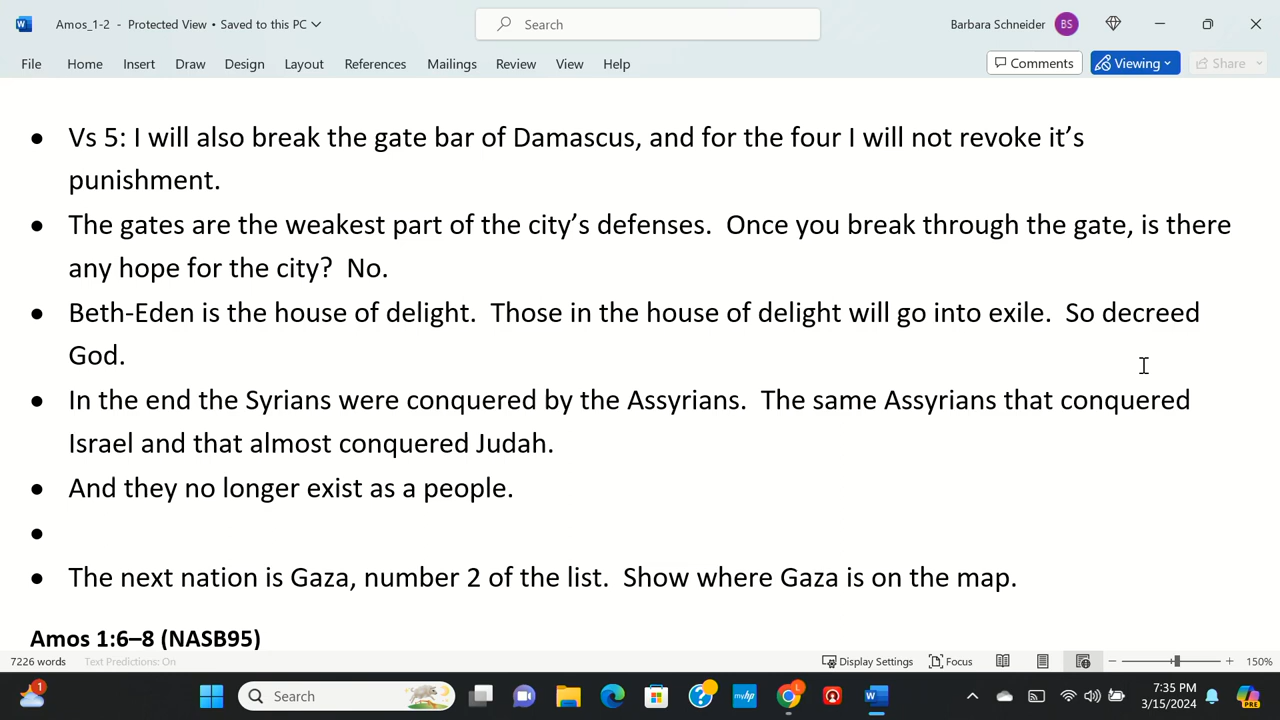 Amos_1-2 - Protected View • Saved to this PC
Search
Barbara Schneider
BS
File Home Insert Draw Design Layout References Mailings Review View Help
Comments
Viewing
Share
• Vs 5: I will also break the gate bar of Damascus, and for the four I will not revoke it’s
punishment.
• The gates are the weakest part of the city’s defenses.  Once you break through the gate, is there
any hope for the city?  No.
• Beth-Eden is the house of delight.  Those in the house of delight will go into exile.  So decreed
God.
• In the end the Syrians were conquered by the Assyrians.  The same Assyrians that conquered
Israel and that almost conquered Judah.
• And they no longer exist as a people.
•
• The next nation is Gaza, number 2 of the list.  Show where Gaza is on the map.
Amos 1:6–8 (NASB95)
7226 words Text Predictions: On Display Settings Focus 150%
1
Search
myhp
L
7:35 PM
3/15/2024
PRE